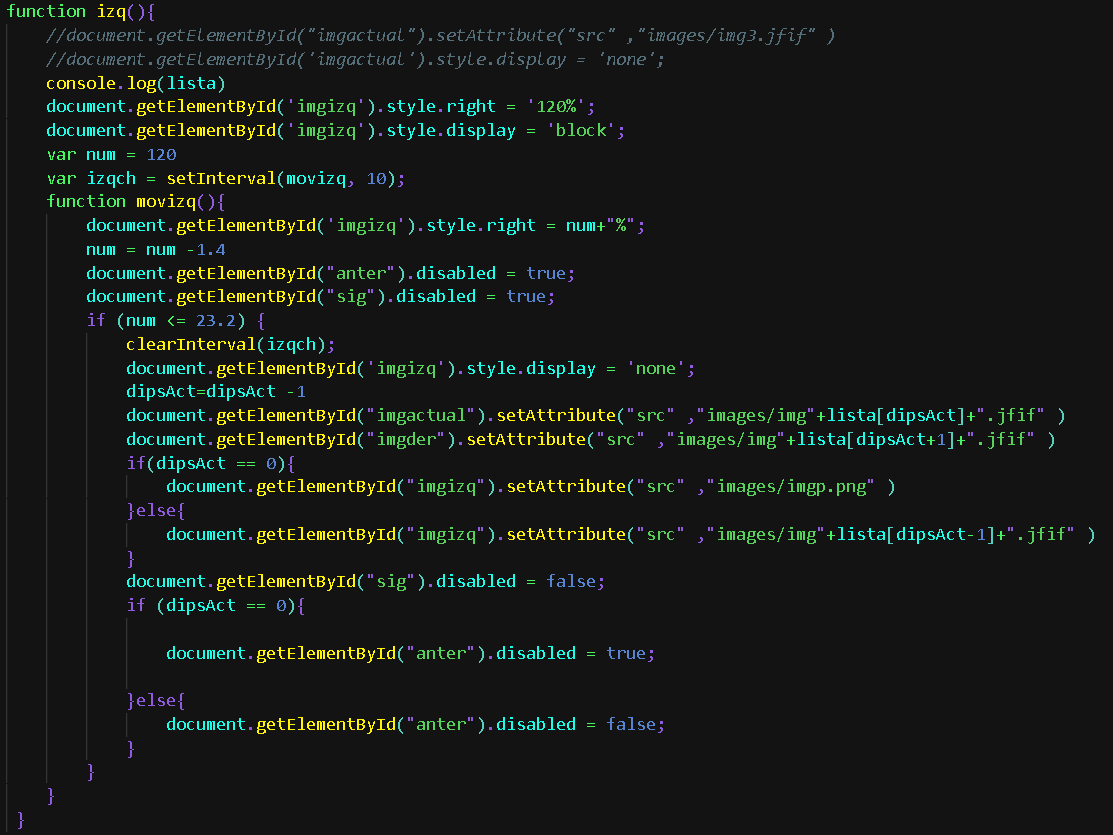 function izq(){
//document.getElementById("imgactual").setAttribute("src" ,"images/img3.jfif" )
//document.getElementById('imgactual').style.display = 'none';
console.log(lista)
document.getElementById('imgizq').style.right = '120%';
document.getElementById('imgizq').style.display = 'block';
var num = 120
var izqch = setInterval(movizq, 10);
function movizq(){
document.getElementById('imgizq').style.right = num+"%";
num = num -1.4
document.getElementById("anter").disabled = true;
document.getElementById("sig").disabled = true;
if (num <= 23.2) {
clearInterval(izqch);
document.getElementById('imgizq').style.display = 'none';
dipsAct=dipsAct -1
document.getElementById("imgactual").setAttribute("src" ,"images/img"+lista[dipsAct]+".jfif" )
document.getElementById("imgder").setAttribute("src" ,"images/img"+lista[dipsAct+1]+".jfif" )
if(dipsAct == 0){
document.getElementById("imgizq").setAttribute("src" ,"images/imgp.png" )
}else{
document.getElementById("imgizq").setAttribute("src" ,"images/img"+lista[dipsAct-1]+".jfif" )
}
document.getElementById("sig").disabled = false;
if (dipsAct == 0){
document.getElementById("anter").disabled = true;
}else{
document.getElementById("anter").disabled = false;
}
}
}
}